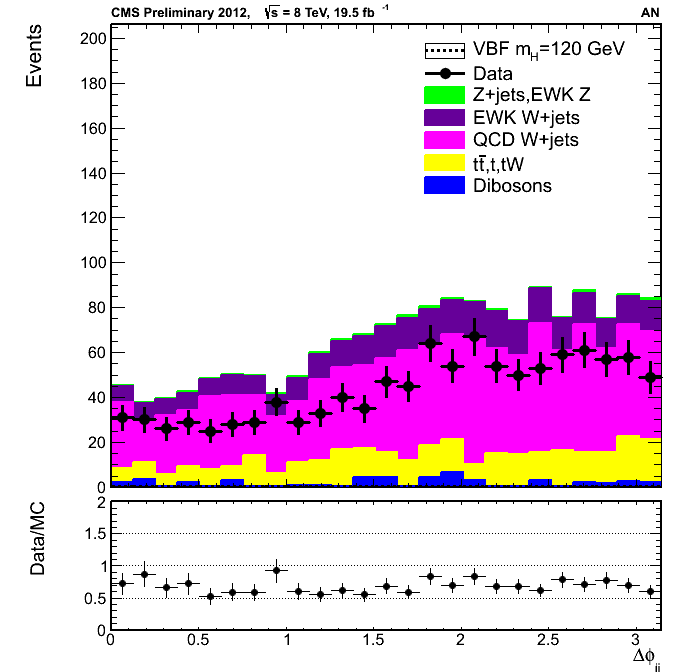 CMS Preliminary 2012, √s = 8 TeV, 19.5 fb⁻¹ AN
Events
200
180
160
140
120
100
80
60
40
20
0
VBF m_H=120 GeV
Data
Z+jets,EWK Z
EWK W+jets
QCD W+jets
tt̄,t,tW
Dibosons
Data/MC
2
1.5
1
0.5
0
0 0.5 1 1.5 2 2.5 3
Δϕ_jj